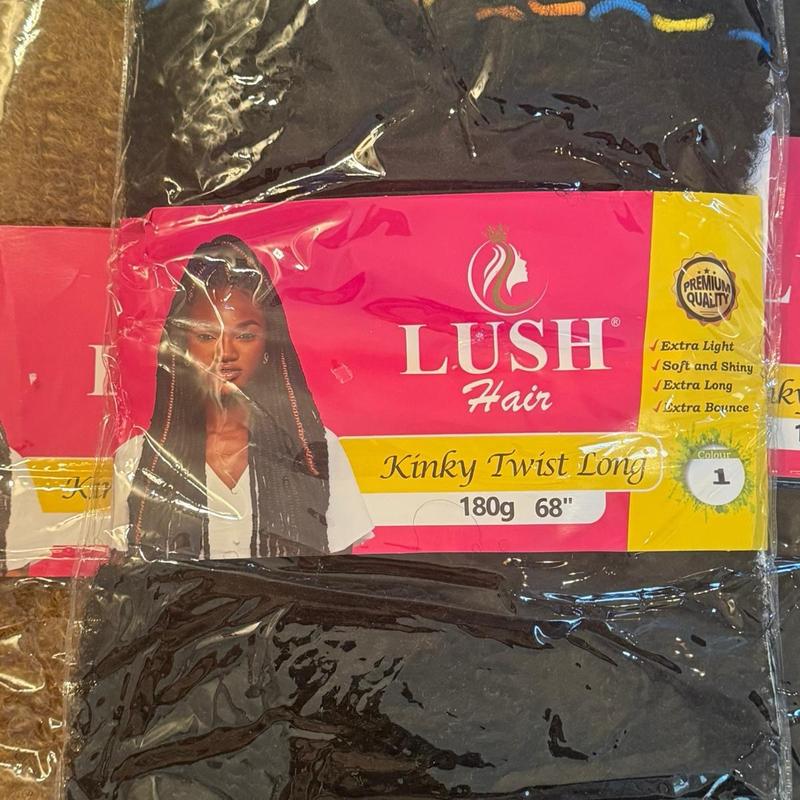 LUSH®
Hair
PREMIUM
QUALITY
✓ Extra Light
✓ Soft and Shiny
✓ Extra Long
✓ Extra Bounce
Kinky Twist Long
Colour
1
180g 68"